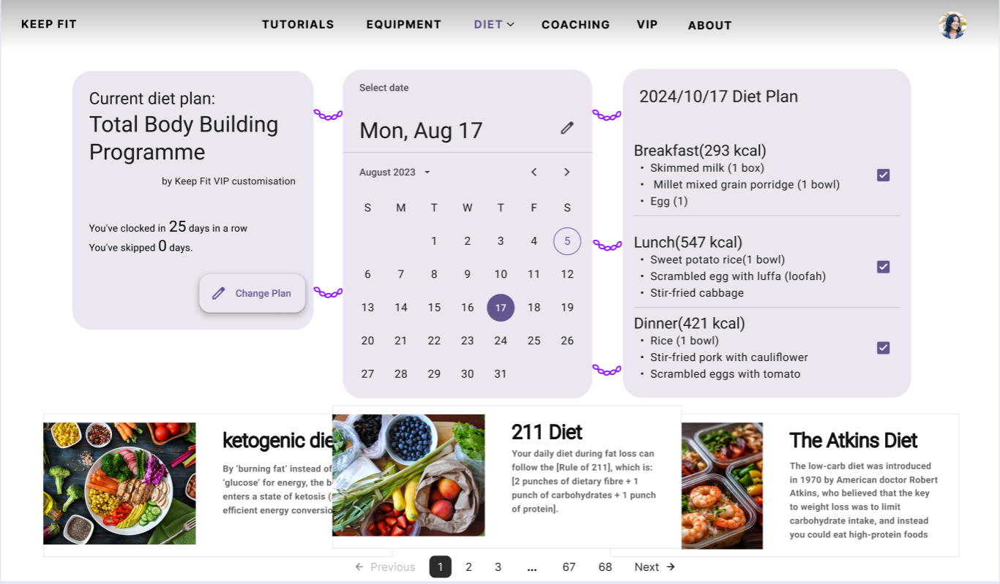 KEEP FIT
TUTORIALS
EQUIPMENT
DIET
COACHING
VIP
ABOUT
Current diet plan:
Total Body Building
Programme
by Keep Fit VIP customisation
You've clocked in 25 days in a row
You've skipped 0 days.
Change Plan
Select date
Mon, Aug 17
August 2023
S M T W T F S
1 2 3 4 5
6 7 8 9 10 11 12
13 14 15 16 17 18 19
20 21 22 23 24 25 26
27 28 29 30 31
2024/10/17 Diet Plan
Breakfast(293 kcal)
• Skimmed milk (1 box)
• Millet mixed grain porridge (1 bowl)
• Egg (1)
Lunch(547 kcal)
• Sweet potato rice(1 bowl)
• Scrambled egg with luffa (loofah)
• Stir-fried cabbage
Dinner(421 kcal)
• Rice (1 bowl)
• Stir-fried pork with cauliflower
• Scrambled eggs with tomato
ketogenic die
By ‘burning fat’ instead of
‘glucose’ for energy, the b
enters a state of ketosis (
efficient energy conversio
211 Diet
Your daily diet during fat loss can
follow the [Rule of 211], which is:
[2 punches of dietary fibre + 1
punch of carbohydrates + 1 punch
of protein].
The Atkins Diet
The low-carb diet was introduced
in 1970 by American doctor Robert
Atkins, who believed that the key
to weight loss was to limit
carbohydrate intake, and instead
you could eat high-protein foods
← Previous 1 2 3 ... 67 68 Next →